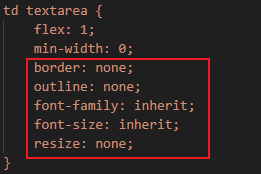 td textarea {
    flex: 1;
    min-width: 0;
    border: none;
    outline: none;
    font-family: inherit;
    font-size: inherit;
    resize: none;
}